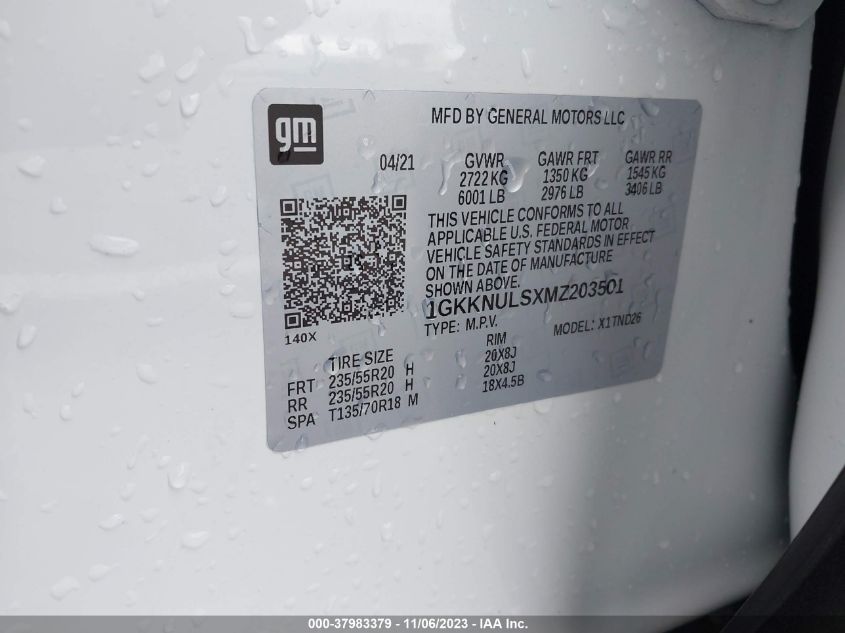 gm
MFD BY GENERAL MOTORS LLC
04/21 GVWR GAWR FRT GAWR RR
2722 KG 1350 KG 1545 KG
6001 LB 2976 LB 3406 LB
THIS VEHICLE CONFORMS TO ALL
APPLICABLE U.S. FEDERAL MOTOR
VEHICLE SAFETY STANDARDS IN EFFECT
ON THE DATE OF MANUFACTURE
SHOWN ABOVE.
1GKKNULSXMZ203501
TYPE: M.P.V. MODEL: X1TND26
140X
TIRE SIZE RIM
FRT 235/55R20 H 20X8J
RR 235/55R20 H 20X8J
SPA T135/70R18 M 18X4.5B
000-37983379 - 11/06/2023 - IAA Inc.